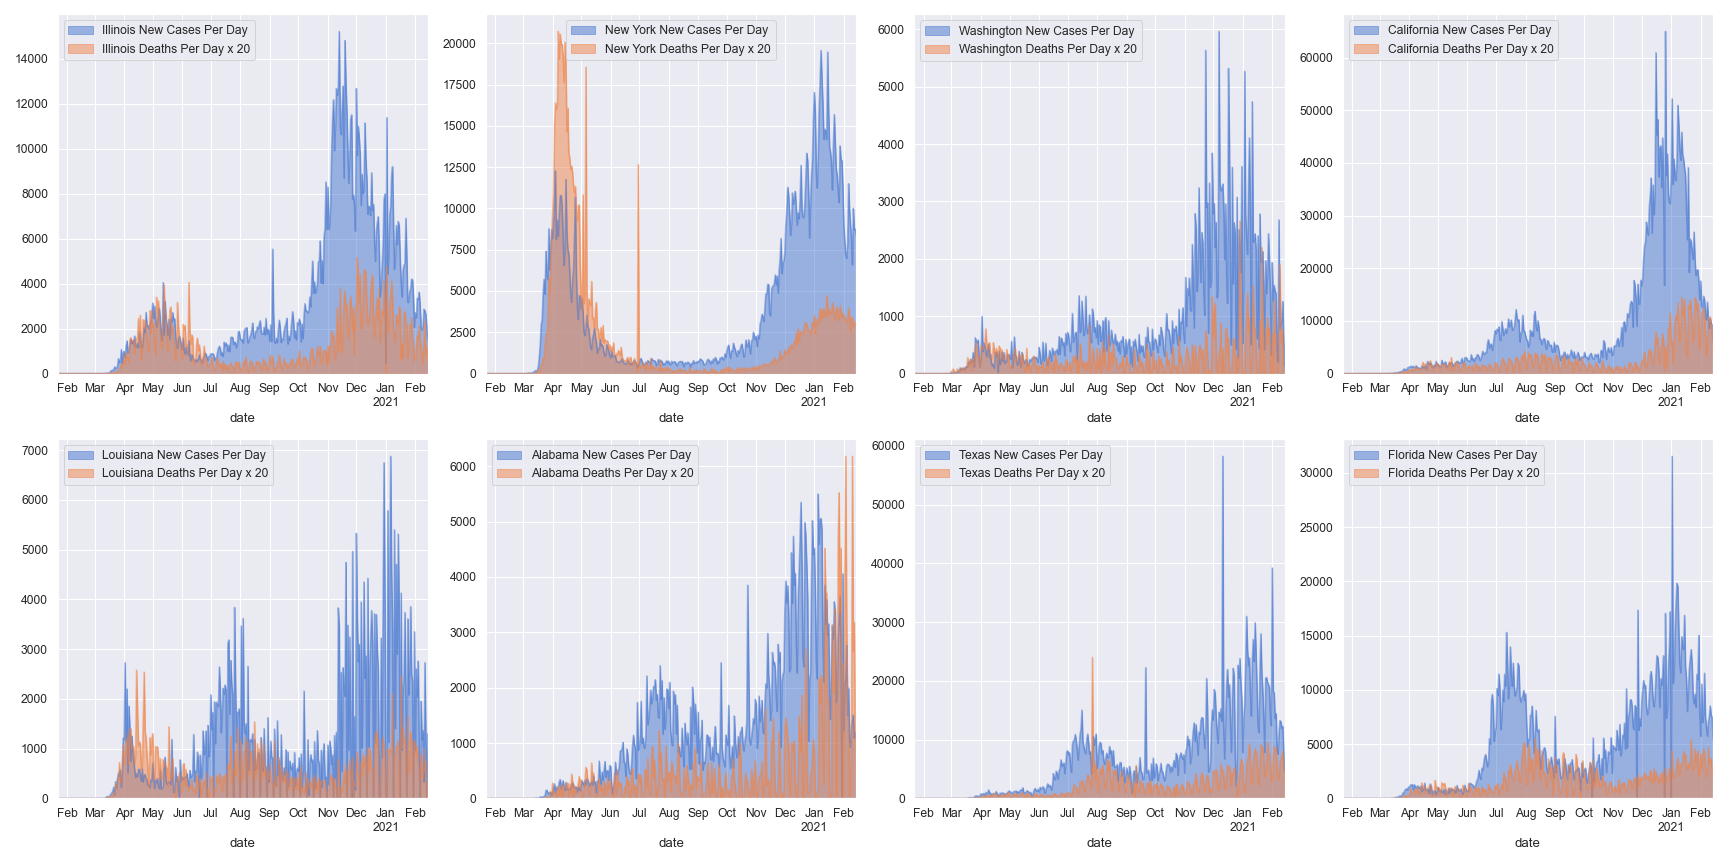 Illinois New Cases Per Day
Illinois Deaths Per Day x 20
14000
12000
10000
8000
6000
4000
2000
0
Feb Mar Apr May Jun Jul Aug Sep Oct Nov Dec Jan Feb
2021
date
New York New Cases Per Day
New York Deaths Per Day x 20
20000
17500
15000
12500
10000
7500
5000
2500
0
Feb Mar Apr May Jun Jul Aug Sep Oct Nov Dec Jan Feb
2021
date
Washington New Cases Per Day
Washington Deaths Per Day x 20
6000
5000
4000
3000
2000
1000
0
Feb Mar Apr May Jun Jul Aug Sep Oct Nov Dec Jan Feb
2021
date
California New Cases Per Day
California Deaths Per Day x 20
60000
50000
40000
30000
20000
10000
0
Feb Mar Apr May Jun Jul Aug Sep Oct Nov Dec Jan Feb
2021
date
Louisiana New Cases Per Day
Louisiana Deaths Per Day x 20
7000
6000
5000
4000
3000
2000
1000
0
Feb Mar Apr May Jun Jul Aug Sep Oct Nov Dec Jan Feb
2021
date
Alabama New Cases Per Day
Alabama Deaths Per Day x 20
6000
5000
4000
3000
2000
1000
0
Feb Mar Apr May Jun Jul Aug Sep Oct Nov Dec Jan Feb
2021
date
Texas New Cases Per Day
Texas Deaths Per Day x 20
60000
50000
40000
30000
20000
10000
0
Feb Mar Apr May Jun Jul Aug Sep Oct Nov Dec Jan Feb
2021
date
Florida New Cases Per Day
Florida Deaths Per Day x 20
30000
25000
20000
15000
10000
5000
0
Feb Mar Apr May Jun Jul Aug Sep Oct Nov Dec Jan Feb
2021
date